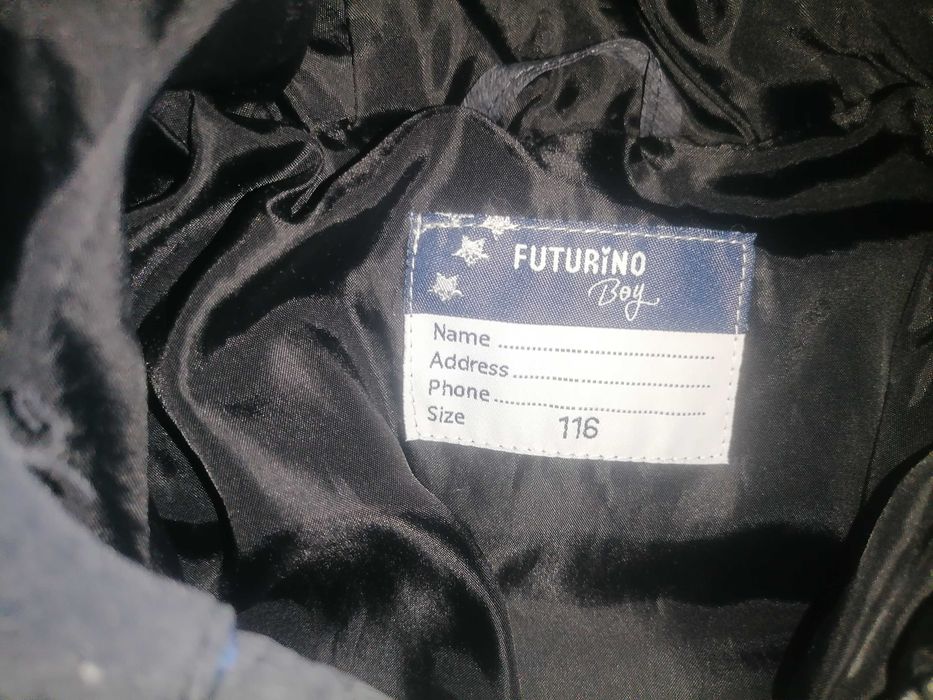 FUTURiNO
Boy
Name ........................................
Address ....................................
Phone .......................................
Size 116